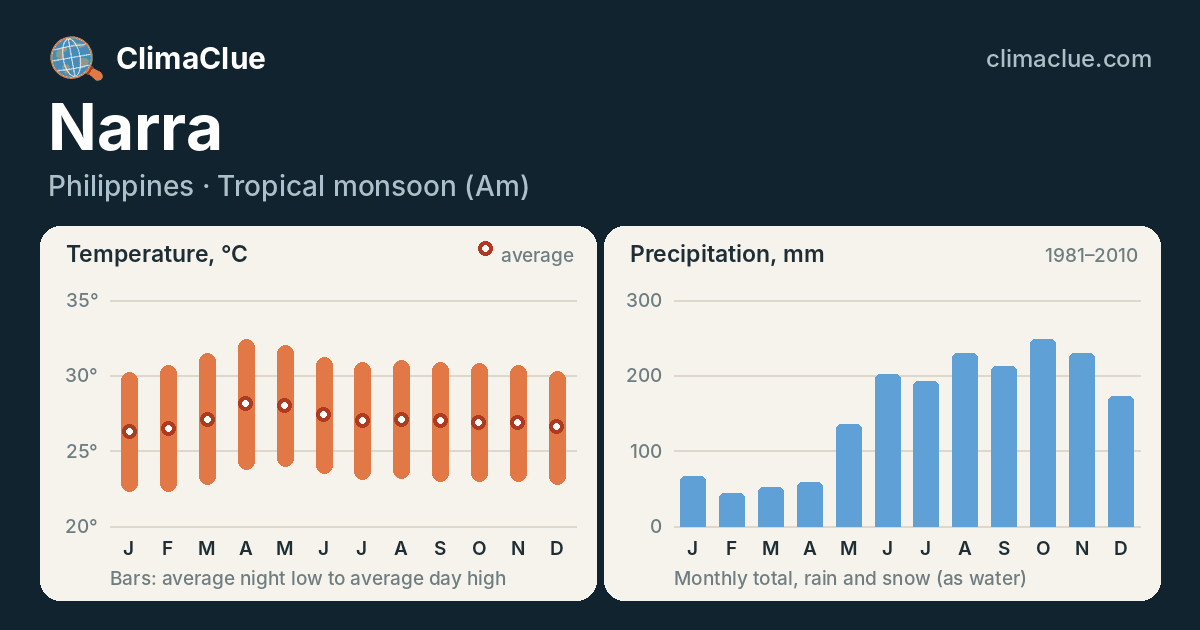 ClimaClue
climaclue.com
Narra
Philippines · Tropical monsoon (Am)
Temperature, °C
average
35°
30°
25°
20°
J F M A M J J A S O N D
Bars: average night low to average day high
Precipitation, mm
1981–2010
300
200
100
0
J F M A M J J A S O N D
Monthly total, rain and snow (as water)